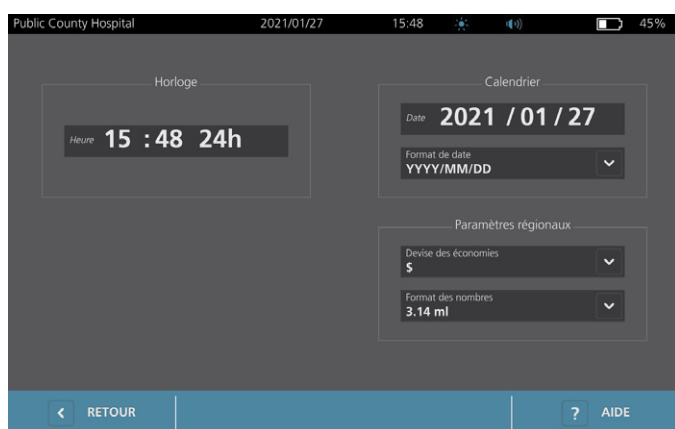 Public County Hospital 2021/01/27 15:48 45%
Horloge
Heure 15 : 48 24h
Calendrier
Date 2021 / 01 / 27
Format de date
YYYY/MM/DD
Paramètres régionaux
Devise des économies
$
Format des nombres
3.14 ml
RETOUR
? AIDE